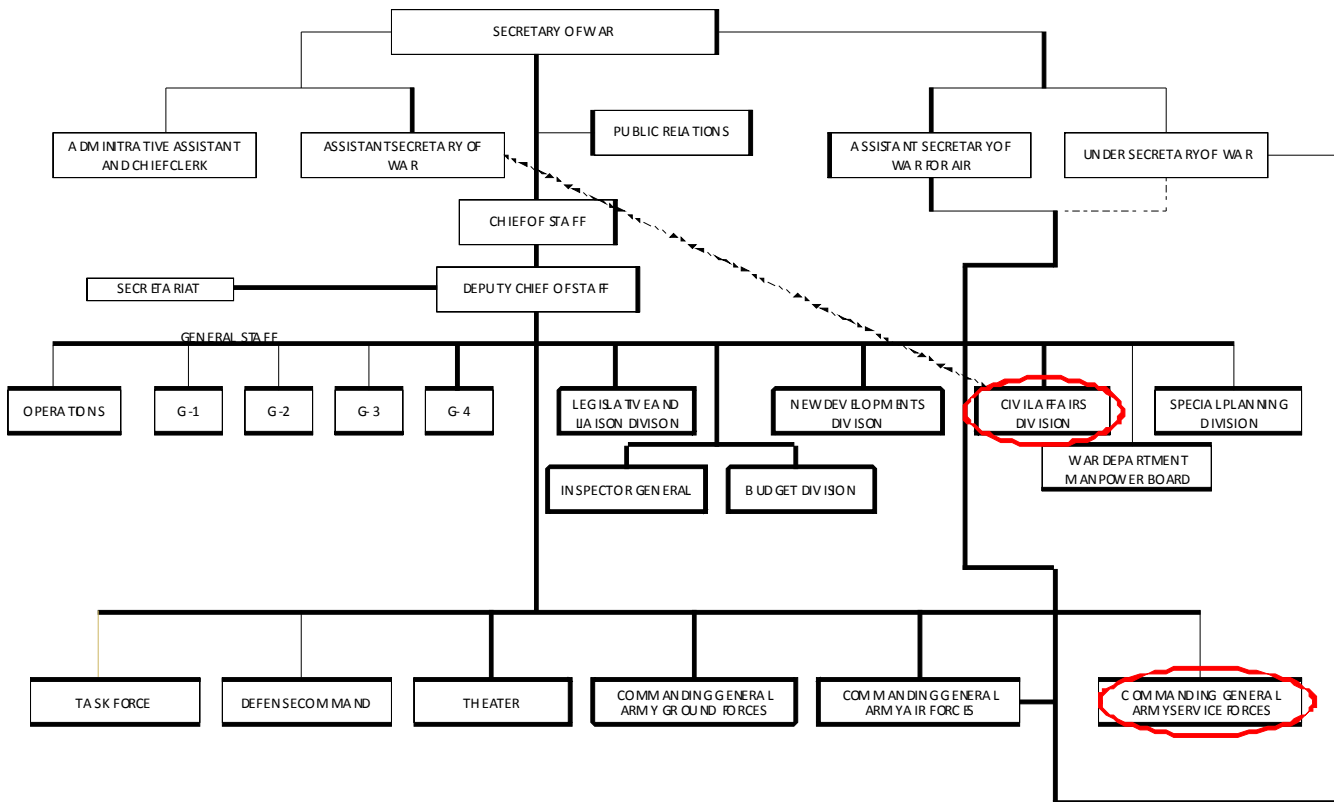 SECRETARY OF WAR
PUBLIC RELATIONS
ADMINITRATIVE ASSISTANT
AND CHIEF CLERK
ASSISTANT SECRETARY OF
WAR
ASSISTANT SECRETARY OF
WAR FOR AIR
UNDER SECRETARY OF WAR
CHIEF OF STAFF
SECRETARIAT
DEPUTY CHIEF OF STAFF
GENERAL STAFF
OPERATIONS
G-1
G-2
G-3
G-4
LEGISLATIVE AND
LIAISON DIVISON
NEW DEVELOPMENTS
DIVISON
CIVIL AFFAIRS
DIVISION
SPECIAL PLANNING
DIVISION
WAR DEPARTMENT
MANPOWER BOARD
INSPECTOR GENERAL
BUDGET DIVISION
TASK FORCE
DEFENSE COMMAND
THEATER
COMMANDING GENERAL
ARMY GROUND FORCES
COMMANDING GENERAL
ARMY AIR FORCES
COMMANDING GENERAL
ARMY SERVICE FORCES